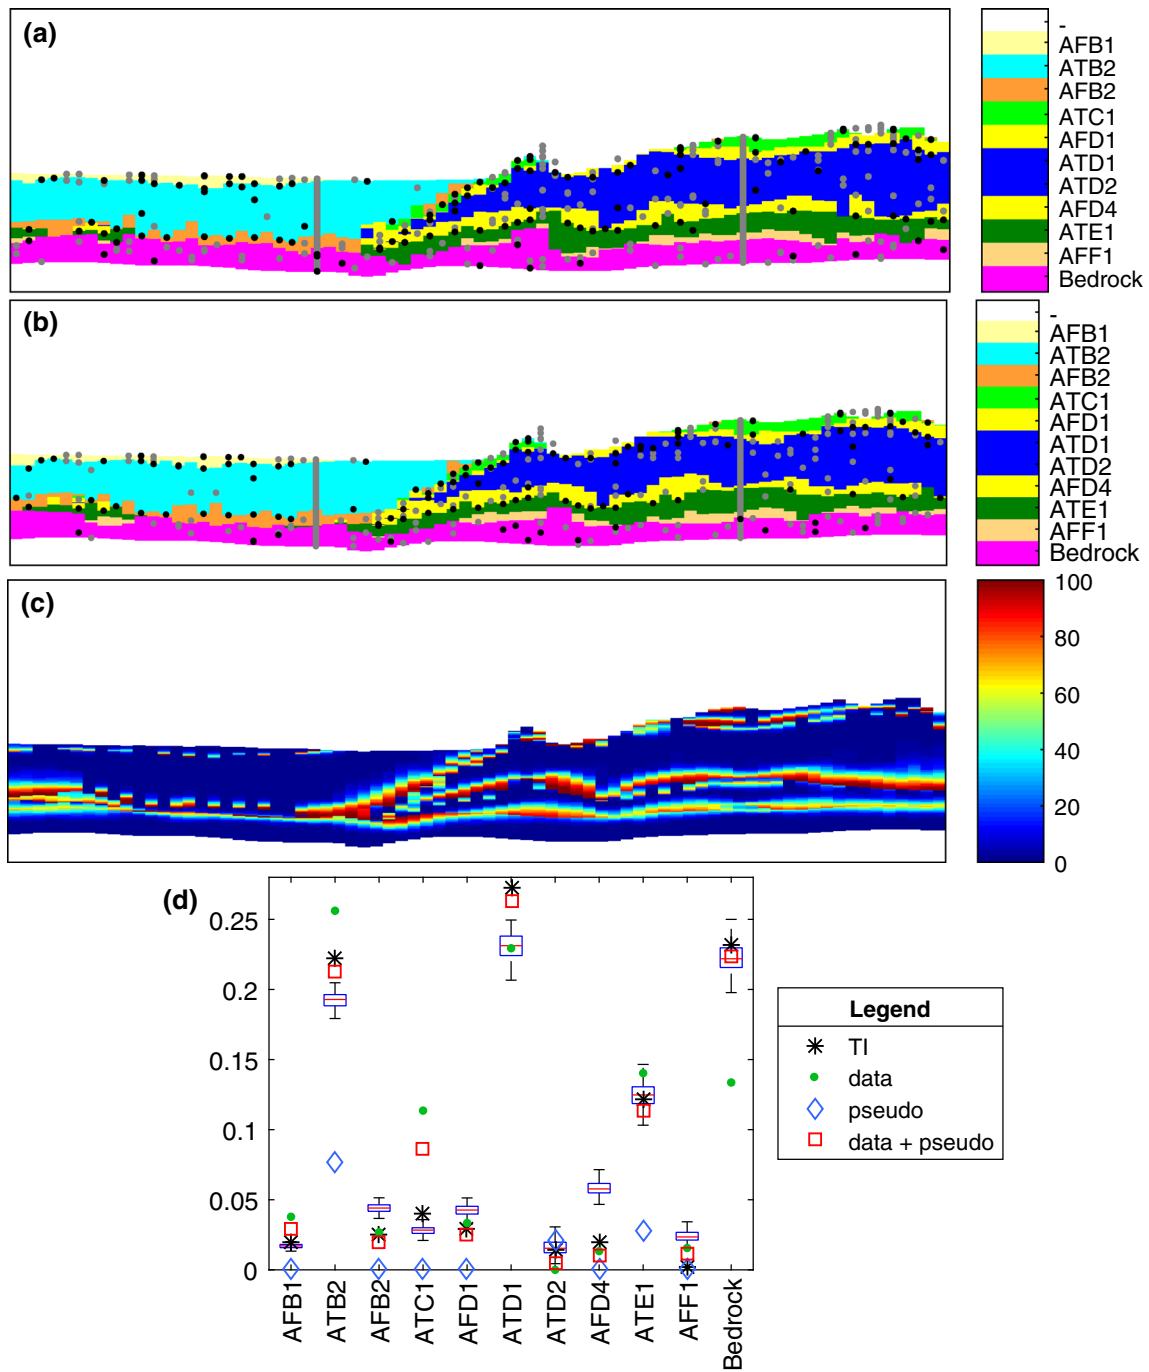 (a)
-
AFB1
ATB2
AFB2
ATC1
AFD1
ATD1
ATD2
AFD4
ATE1
AFF1
Bedrock
(b)
-
AFB1
ATB2
AFB2
ATC1
AFD1
ATD1
ATD2
AFD4
ATE1
AFF1
Bedrock
(c)
100
80
60
40
20
0
(d)
0.25
0.2
0.15
0.1
0.05
0
AFB1
ATB2
AFB2
ATC1
AFD1
ATD1
ATD2
AFD4
ATE1
AFF1
Bedrock
Legend
TI
data
pseudo
data + pseudo